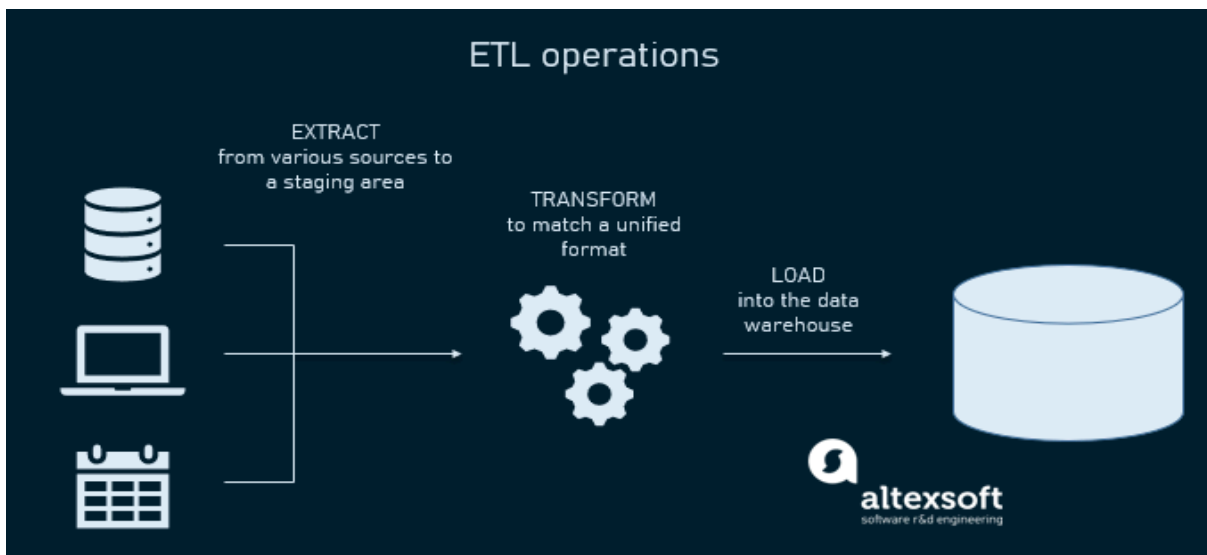 ETL operations
EXTRACT
from various sources to
a staging area
TRANSFORM
to match a unified
format
LOAD
into the data
warehouse
altexsoft
software r&d engineering